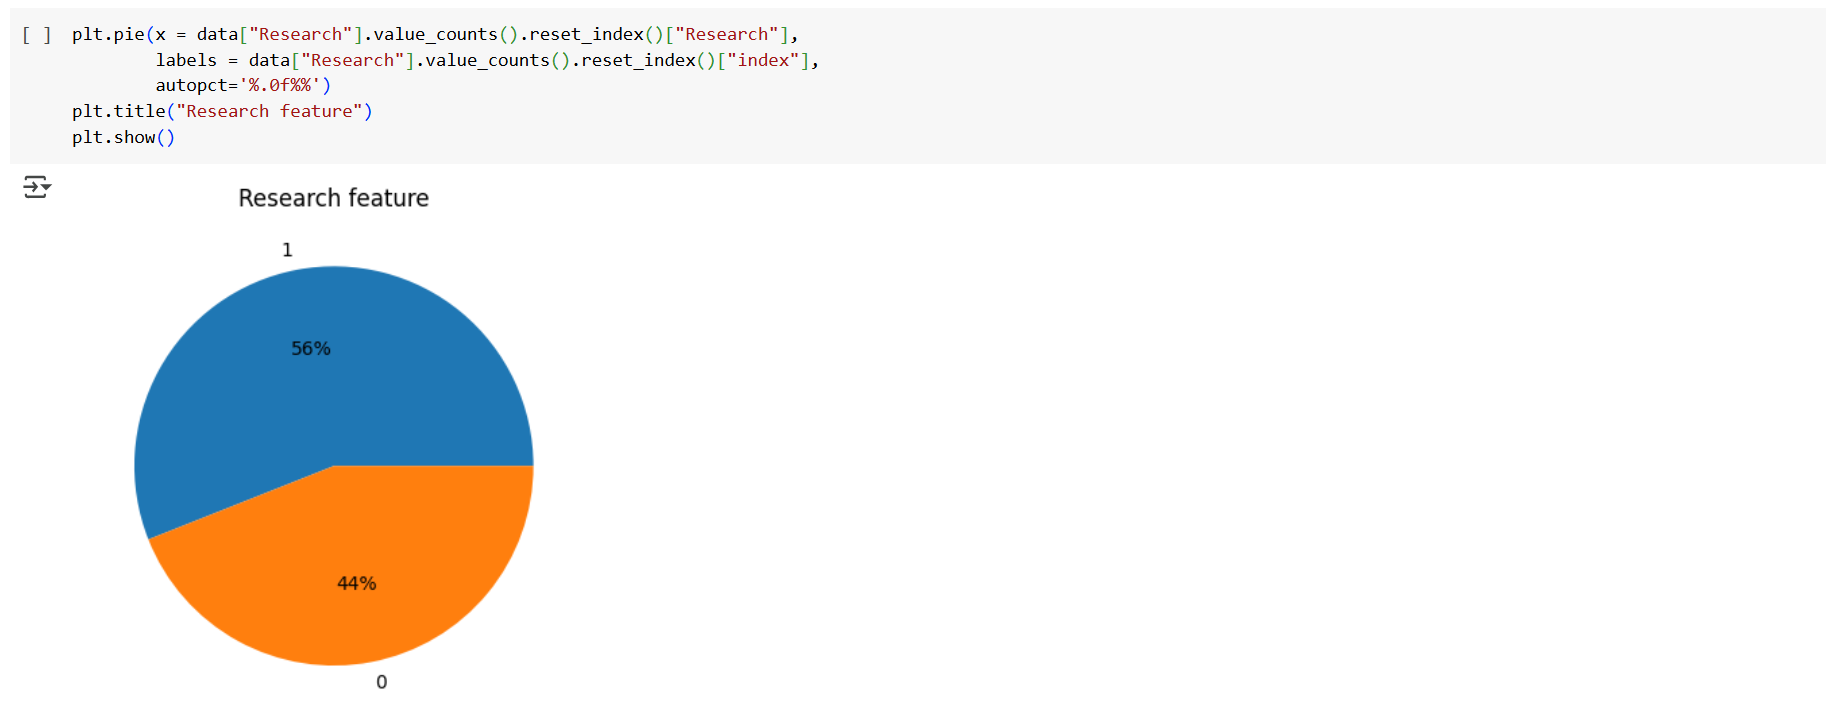 [ ] plt.pie(x = data["Research"].value_counts().reset_index()["Research"],
labels = data["Research"].value_counts().reset_index()["index"],
autopct='%.0f%%')
plt.title("Research feature")
plt.show()
Research feature
1
56%
44%
0